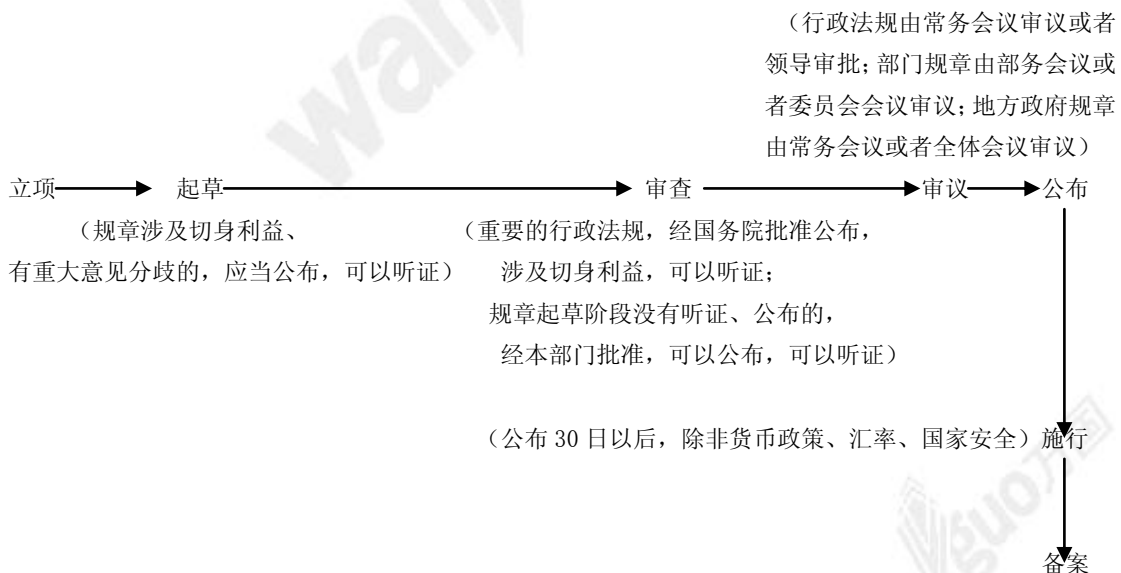 （行政法规由常务会议审议或者
领导审批；部门规章由部务会议或
者委员会会议审议；地方政府规章
由常务会议或者全体会议审议）
立项 起草 审查 审议 公布
（规章涉及切身利益、 （重要的行政法规，经国务院批准公布，
有重大意见分歧的，应当公布，可以听证） 涉及切身利益，可以听证；
规章起草阶段没有听证、公布的，
经本部门批准，可以公布，可以听证）
（公布 30 日以后，除非货币政策、汇率、国家安全）施行
备案